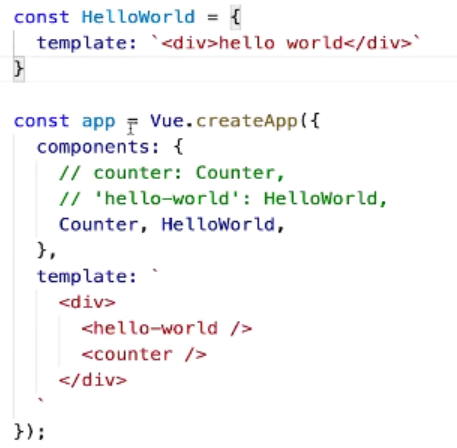 const HelloWorld = {
  template: `<div>hello world</div>`
}
const app = Vue.createApp({
  components: {
    // counter: Counter,
    // 'hello-world': HelloWorld,
    Counter, HelloWorld,
  },
  template: `
    <div>
      <hello-world />
      <counter />
    </div>
  `
});